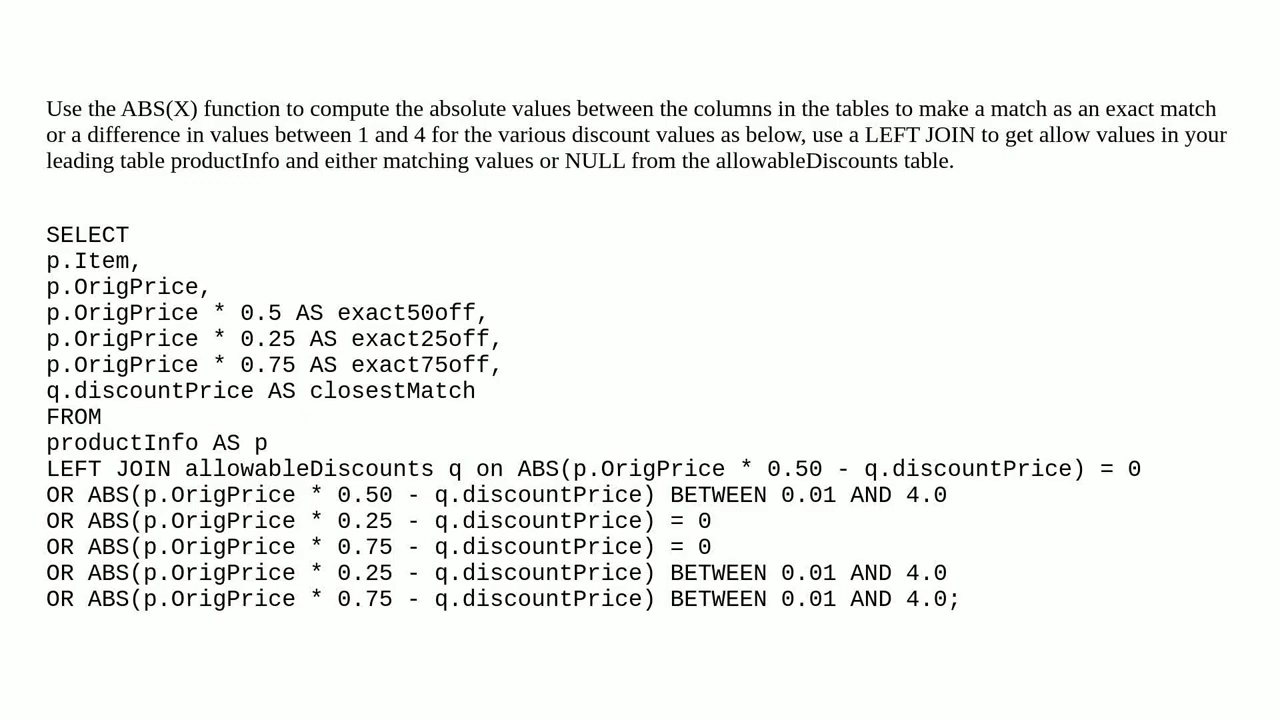 Use the ABS(X) function to compute the absolute values between the columns in the tables to make a match as an exact match
or a difference in values between 1 and 4 for the various discount values as below, use a LEFT JOIN to get allow values in your
leading table productInfo and either matching values or NULL from the allowableDiscounts table.
SELECT
p.Item,
p.OrigPrice,
p.OrigPrice * 0.5 AS exact50off,
p.OrigPrice * 0.25 AS exact25off,
p.OrigPrice * 0.75 AS exact75off,
q.discountPrice AS closestMatch
FROM
productInfo AS p
LEFT JOIN allowableDiscounts q on ABS(p.OrigPrice * 0.50 - q.discountPrice) = 0
OR ABS(p.OrigPrice * 0.50 - q.discountPrice) BETWEEN 0.01 AND 4.0
OR ABS(p.OrigPrice * 0.25 - q.discountPrice) = 0
OR ABS(p.OrigPrice * 0.75 - q.discountPrice) = 0
OR ABS(p.OrigPrice * 0.25 - q.discountPrice) BETWEEN 0.01 AND 4.0
OR ABS(p.OrigPrice * 0.75 - q.discountPrice) BETWEEN 0.01 AND 4.0;